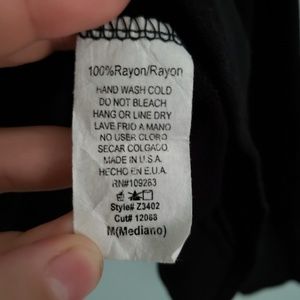 100%Rayon/Rayon
HAND WASH COLD
DO NOT BLEACH
HANG OR LINE DRY
LAVE FRIO A MANO
NO USER CLORO
SECAR COLGADO
MADE IN U.S.A.
HECHO EN E.U.A.
RN#109263
Style# Z3402
Cut# 12068
M(Mediano)